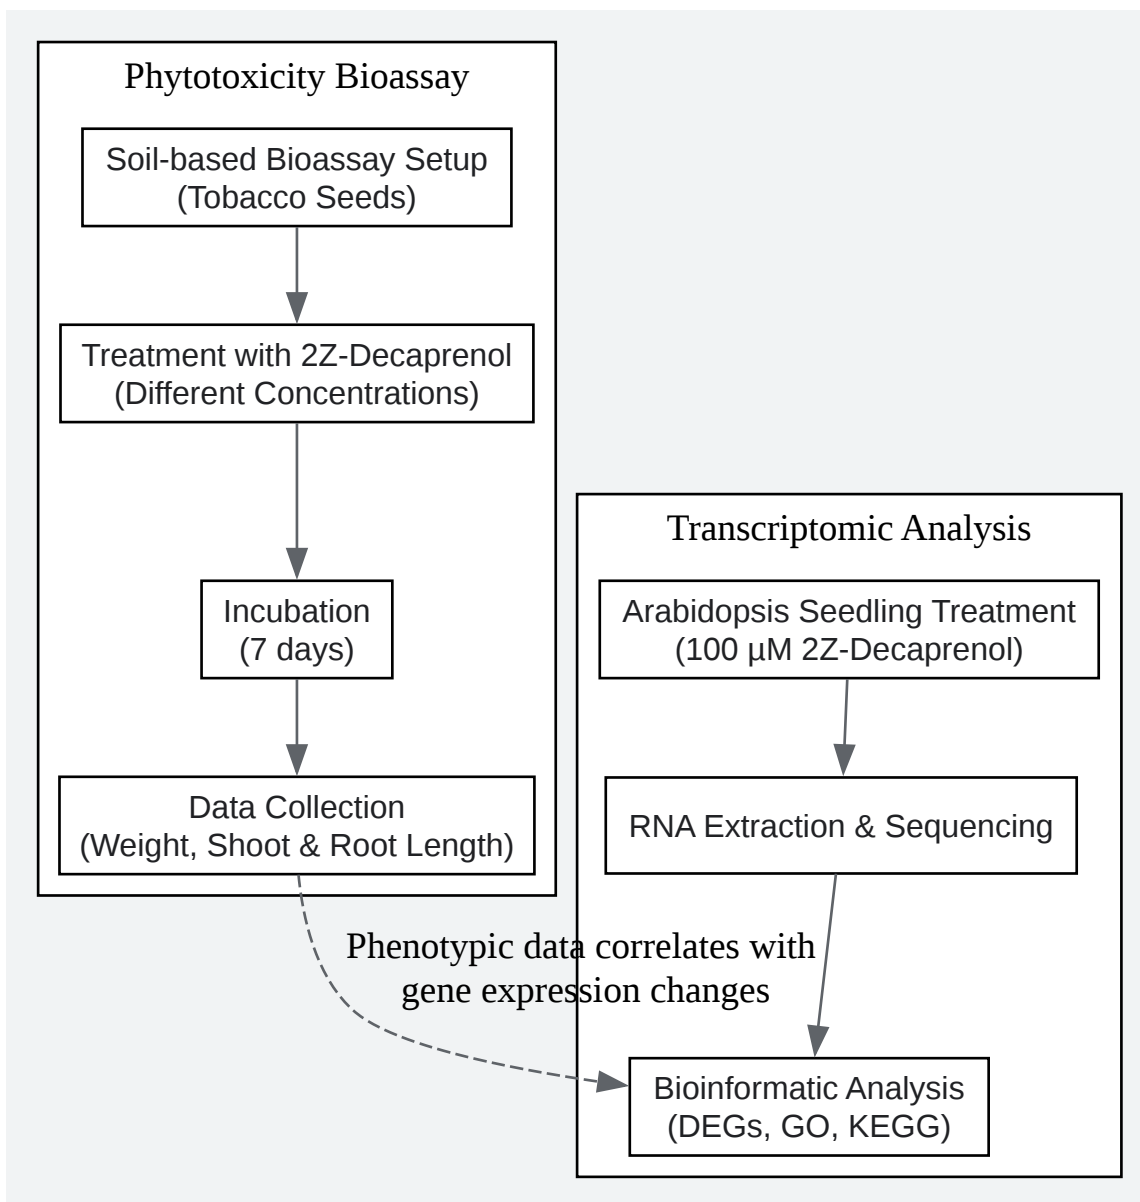 Phytotoxicity Bioassay
Soil-based Bioassay Setup
(Tobacco Seeds)
Treatment with 2Z-Decaprenol
(Different Concentrations)
Incubation
(7 days)
Data Collection
(Weight, Shoot & Root Length)
Transcriptomic Analysis
Arabidopsis Seedling Treatment
(100 µM 2Z-Decaprenol)
RNA Extraction & Sequencing
Phenotypic data correlates with
gene expression changes
Bioinformatic Analysis
(DEGs, GO, KEGG)